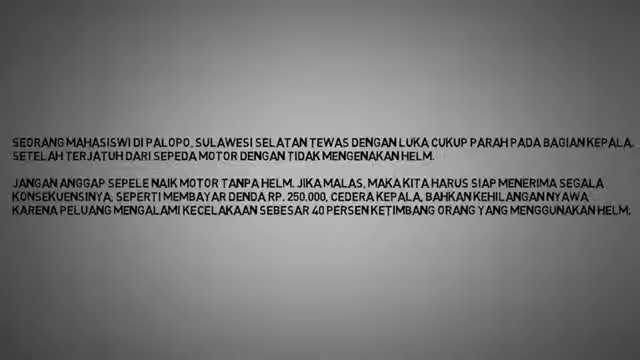 SEORANG MAHASISWI DI PALOPO, SULAWESI SELATAN TEWAS DENGAN LUKA CUKUP PARAH PADA BAGIAN KEPALA,
SETELAH TERJATUH DARI SEPEDA MOTOR DENGAN TIDAK MENGENAKAN HELM.
JANGAN ANGGAP SEPELE NAIK MOTOR TANPA HELM. JIKA MALAS, MAKA KITA HARUS SIAP MENERIMA SEGALA
KONSEKUENSINYA, SEPERTI MEMBAYAR DENDA RP. 250.000, CEDERA KEPALA, BAHKAN KEHILANGAN NYAWA
KARENA PELUANG MENGALAMI KECELAKAAN SEBESAR 40 PERSEN KETIMBANG ORANG YANG MENGGUNAKAN HELM.